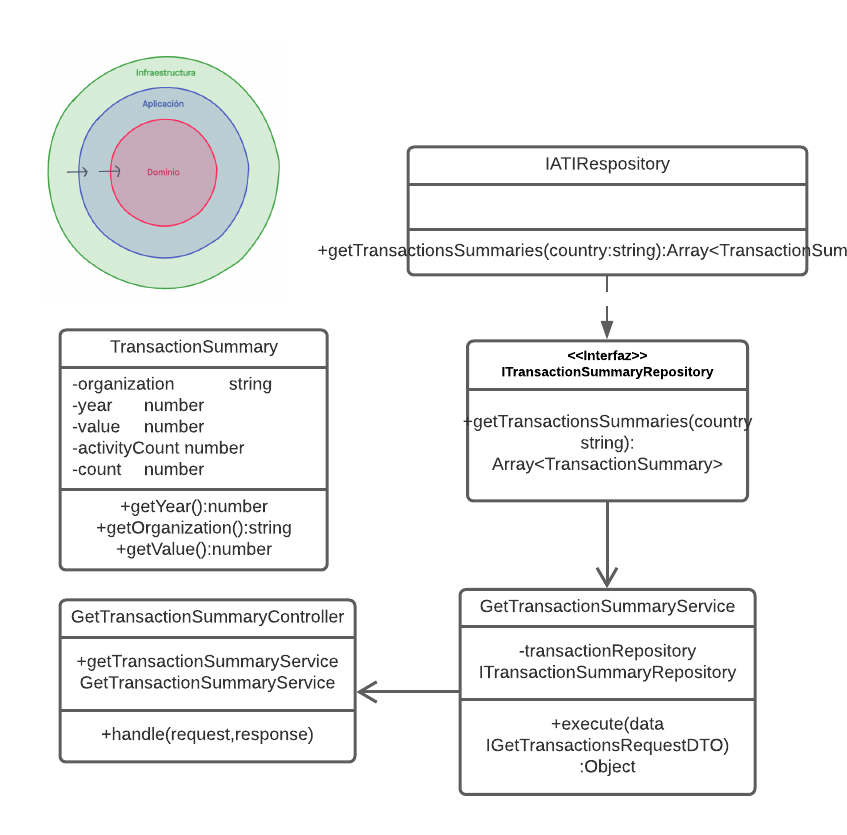 Infraestructura
Aplicación
Dominio
IATIRespository
+getTransactionsSummaries(country:string):Array<TransactionSum
<<Interfaz>>
ITransactionSummaryRepository
+getTransactionsSummaries(country
string):
Array<TransactionSummary>
TransactionSummary
-organization string
-year number
-value number
-activityCount number
-count number
+getYear():number
+getOrganization():string
+getValue():number
GetTransactionSummaryController
+getTransactionSummaryService
GetTransactionSummaryService
+handle(request,response)
GetTransactionSummaryService
-transactionRepository
ITransactionSummaryRepository
+execute(data
IGetTransactionsRequestDTO)
:Object